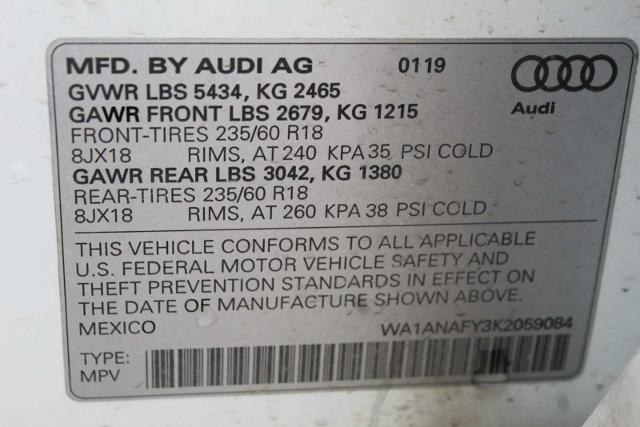 MFD. BY AUDI AG 0119
GVWR LBS 5434, KG 2465
GAWR FRONT LBS 2679, KG 1215
FRONT-TIRES 235/60 R18
8JX18 RIMS, AT 240 KPA 35 PSI COLD
GAWR REAR LBS 3042, KG 1380
REAR-TIRES 235/60 R18
8JX18 RIMS, AT 260 KPA 38 PSI COLD
Audi
THIS VEHICLE CONFORMS TO ALL APPLICABLE
U.S. FEDERAL MOTOR VEHICLE SAFETY AND
THEFT PREVENTION STANDARDS IN EFFECT ON
THE DATE OF MANUFACTURE SHOWN ABOVE.
MEXICO WA1ANAFY3K2059084
TYPE:
MPV